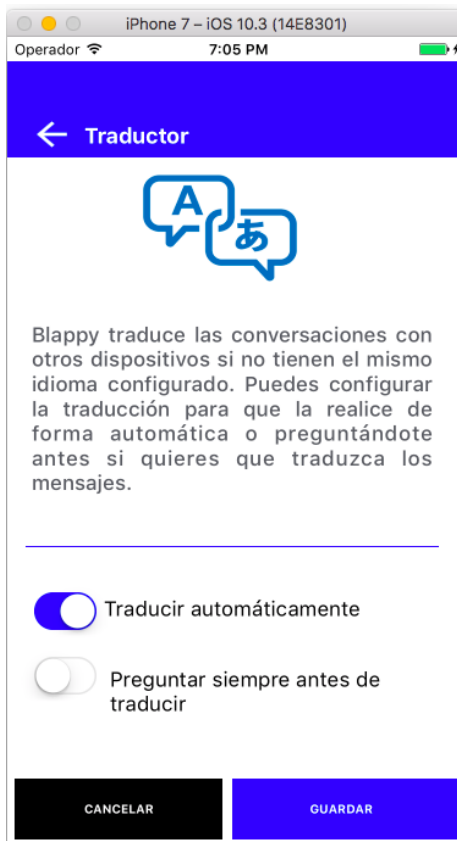 iPhone 7 – iOS 10.3 (14E8301)
Operador 7:05 PM
Traductor
A
あ
Blappy traduce las conversaciones con
otros dispositivos si no tienen el mismo
idioma configurado. Puedes configurar
la traducción para que la realice de
forma automática o preguntándote
antes si quieres que traduzca los
mensajes.
Traducir automáticamente
Preguntar siempre antes de
traducir
CANCELAR GUARDAR